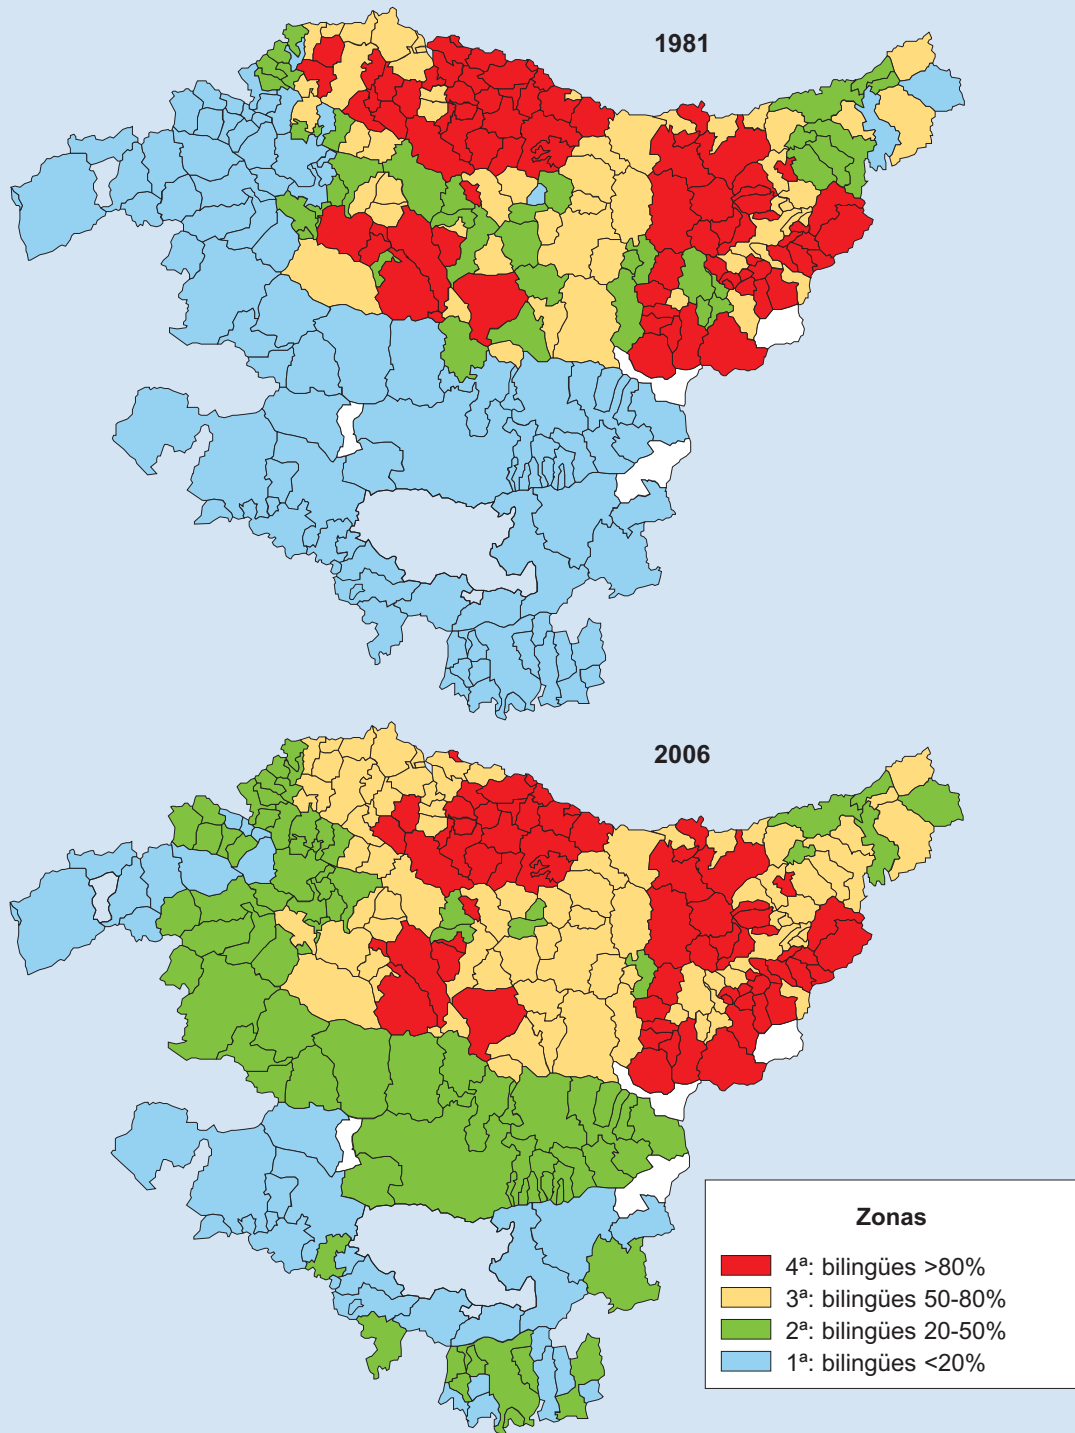 1981
2006
Zonas
4ª: bilingües >80%
3ª: bilingües 50-80%
2ª: bilingües 20-50%
1ª: bilingües <20%